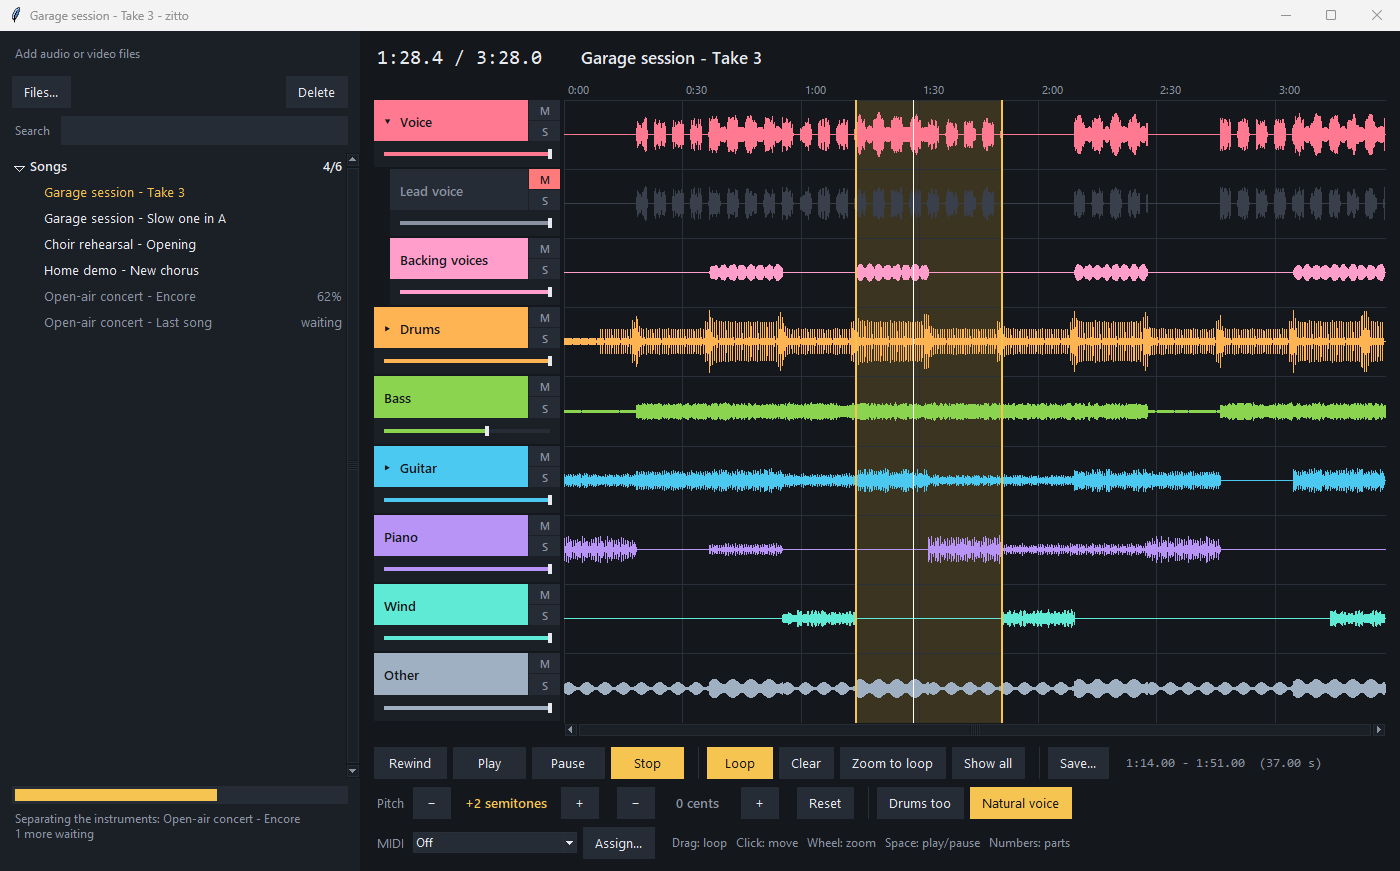 Garage session - Take 3 - zitto
Add audio or video files
Files...
Delete
Search
Songs 4/6
Garage session - Take 3
Garage session - Slow one in A
Choir rehearsal - Opening
Home demo - New chorus
Open-air concert - Encore 62%
Open-air concert - Last song waiting
Separating the instruments: Open-air concert - Encore
1 more waiting
1:28.4 / 3:28.0 Garage session - Take 3
0:00 0:30 1:00 1:30 2:00 2:30 3:00
Voice M
S
Lead voice M
S
Backing voices M
S
Drums M
S
Bass M
S
Guitar M
S
Piano M
S
Wind M
S
Other M
S
Rewind Play Pause Stop Loop Clear Zoom to loop Show all Save... 1:14.00 - 1:51.00 (37.00 s)
Pitch − +2 semitones + − 0 cents + Reset Drums too Natural voice
MIDI Off Assign... Drag: loop Click: move Wheel: zoom Space: play/pause Numbers: parts